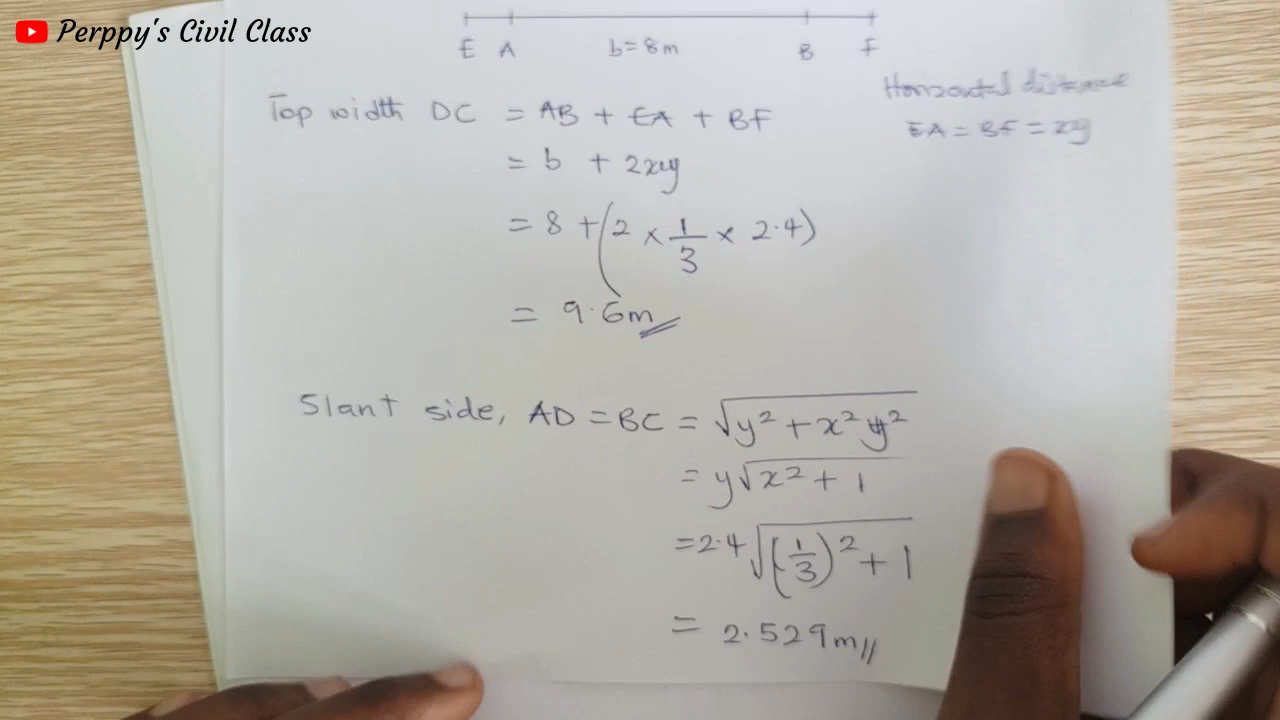 Perppy's Civil Class
E A b = 8m B F
Horizontal distance
EA = BF = xy
Top width DC = AB + EA + BF
= b + 2xy
= 8 + (2 × 1/3 × 2.4)
= 9.6m
Slant side, AD = BC = √y² + x²y²
= y√x² + 1
= 2.4√(1/3)² + 1
= 2.529m//